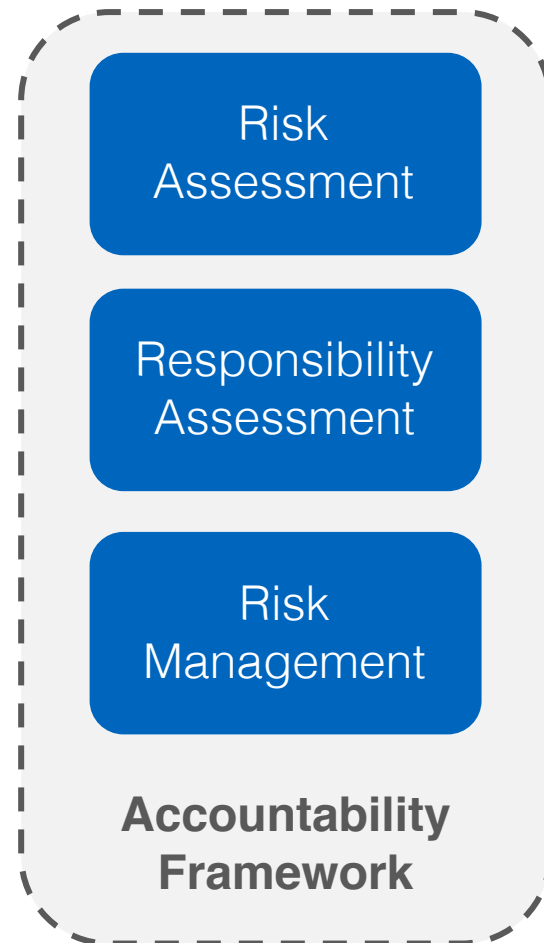 Risk
Assessment
Responsibility
Assessment
Risk
Management
Accountability
Framework